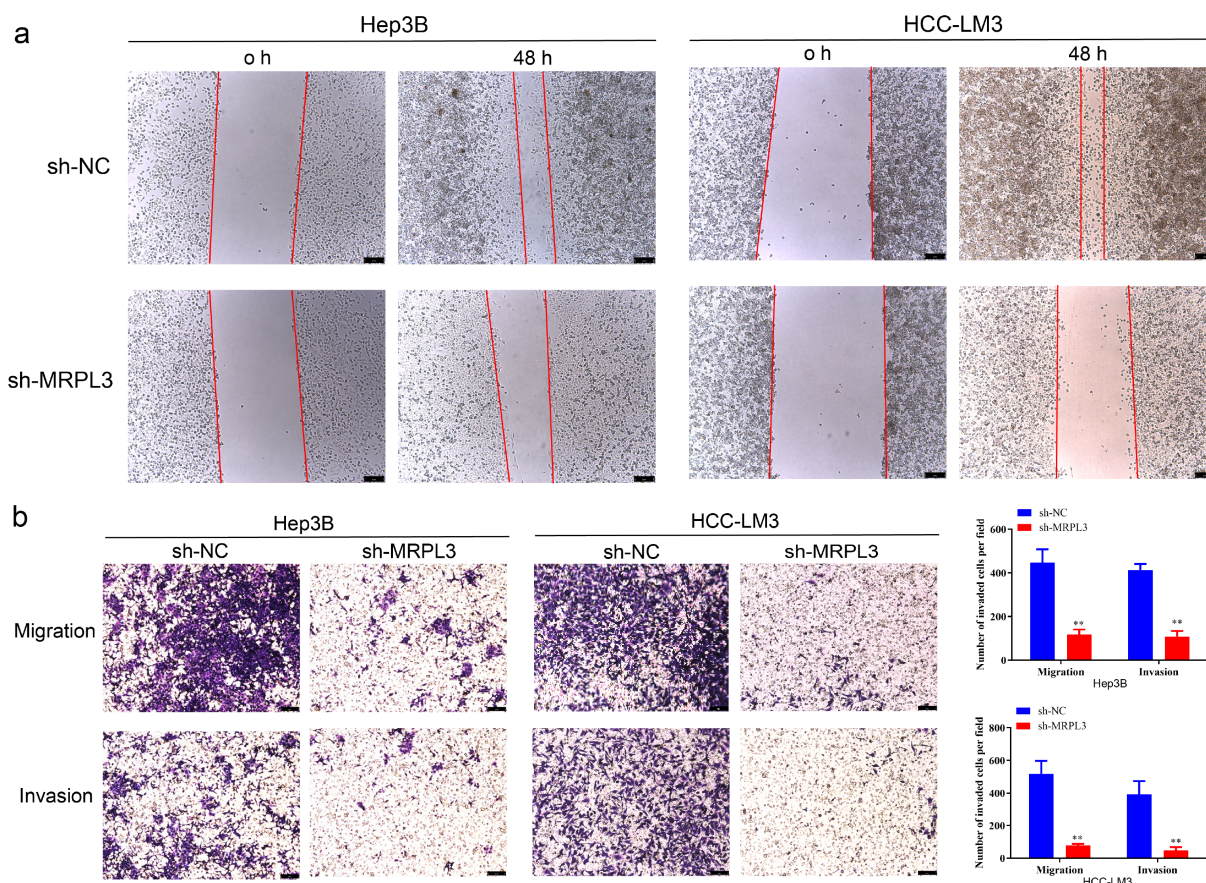 a
Hep3B
HCC-LM3
o h
48 h
o h
48 h
sh-NC
sh-MRPL3
b
Hep3B
HCC-LM3
sh-NC
sh-MRPL3
sh-NC
sh-MRPL3
Migration
Invasion
sh-NC
sh-MRPL3
Number of invaded cells per field
600
400
200
0
**
**
Migration
Invasion
Hep3B
sh-NC
sh-MRPL3
Number of invaded cells per field
800
600
400
200
0
**
**
Migration
Invasion
HCC-LM3